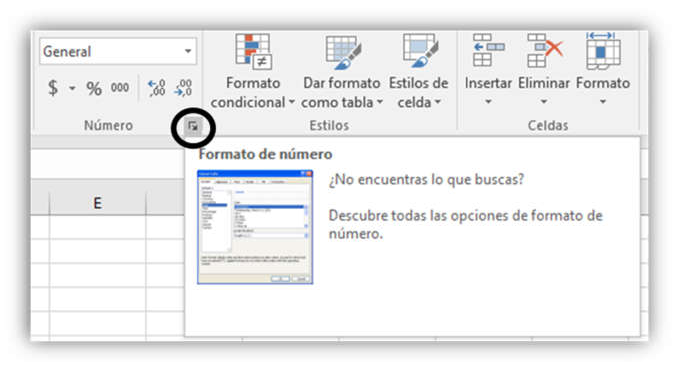 General
$ % 000 ,00 ,00
Formato condicional
Dar formato como tabla
Estilos de celda
Insertar Eliminar Formato
Número
Estilos
Celdas
Formato de número
¿No encuentras lo que buscas?
Descubre todas las opciones de formato de
número.
E